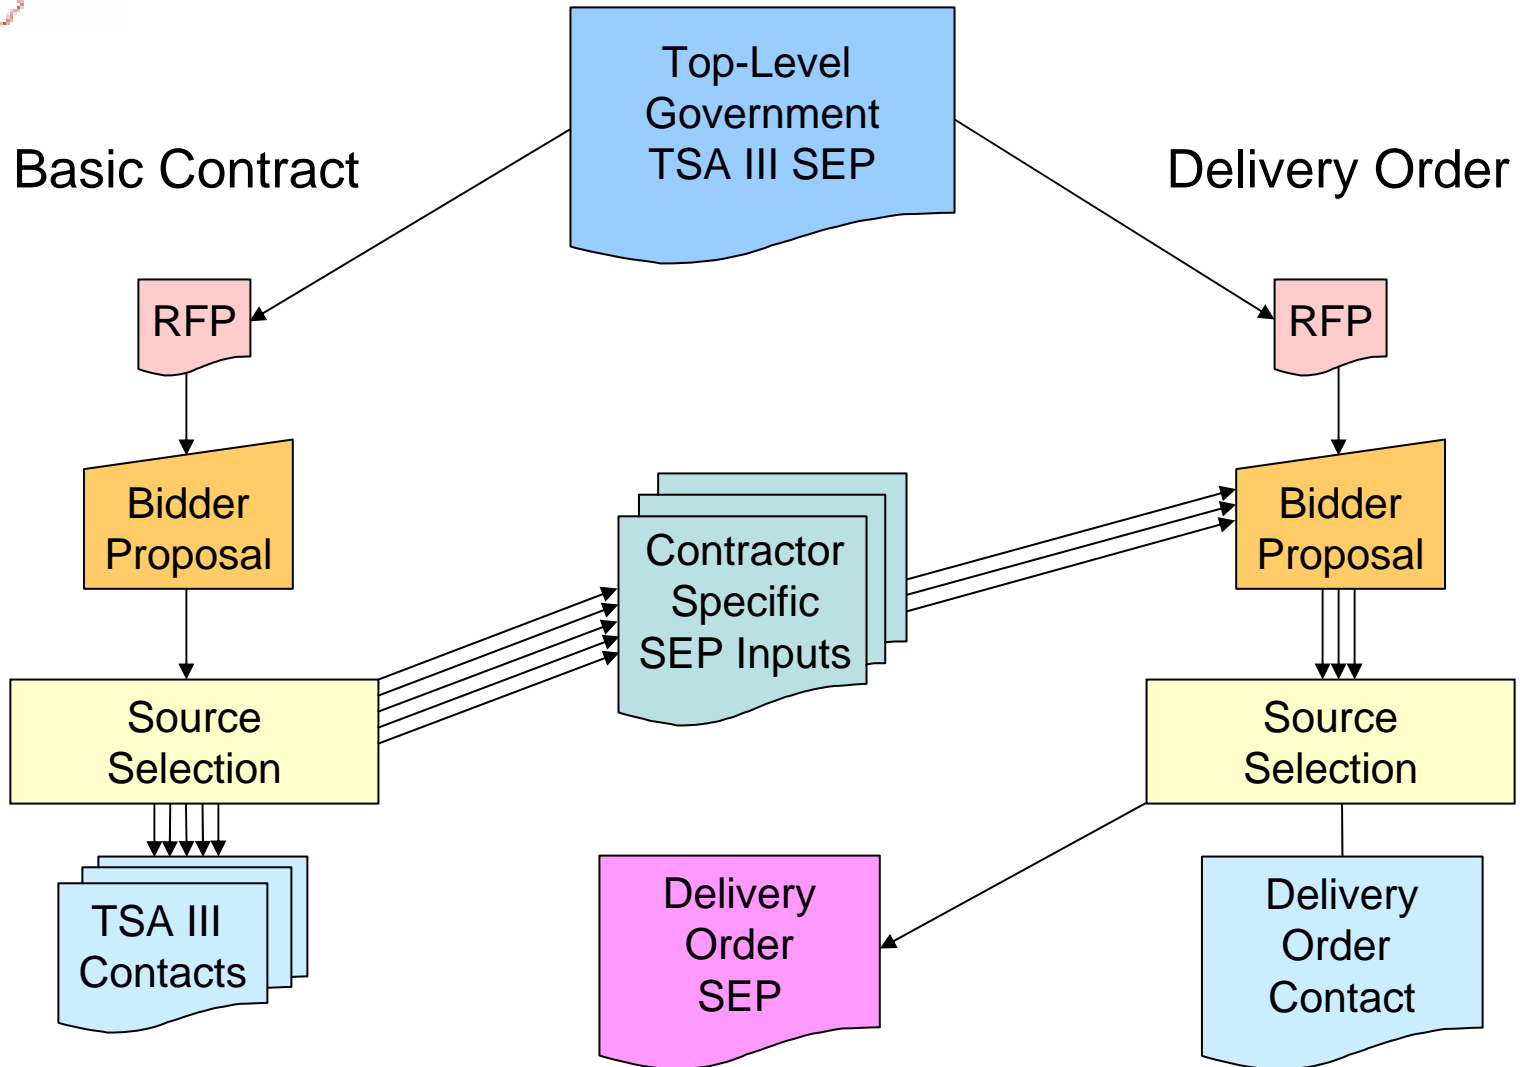 Top-Level
Government
TSA III SEP
Basic Contract
Delivery Order
RFP
RFP
Bidder
Proposal
Contractor
Specific
SEP Inputs
Bidder
Proposal
Source
Selection
Source
Selection
TSA III
Contacts
Delivery
Order
SEP
Delivery
Order
Contact